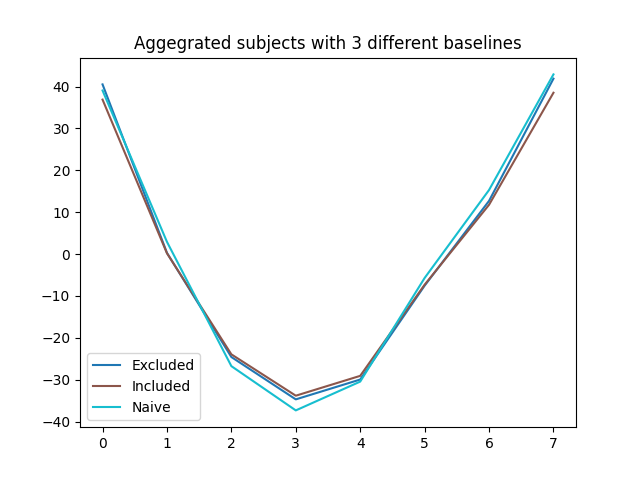 Aggegrated subjects with 3 different baselines
40
30
20
10
0
−10
−20
−30
−40
Excluded
Included
Naive
0 1 2 3 4 5 6 7